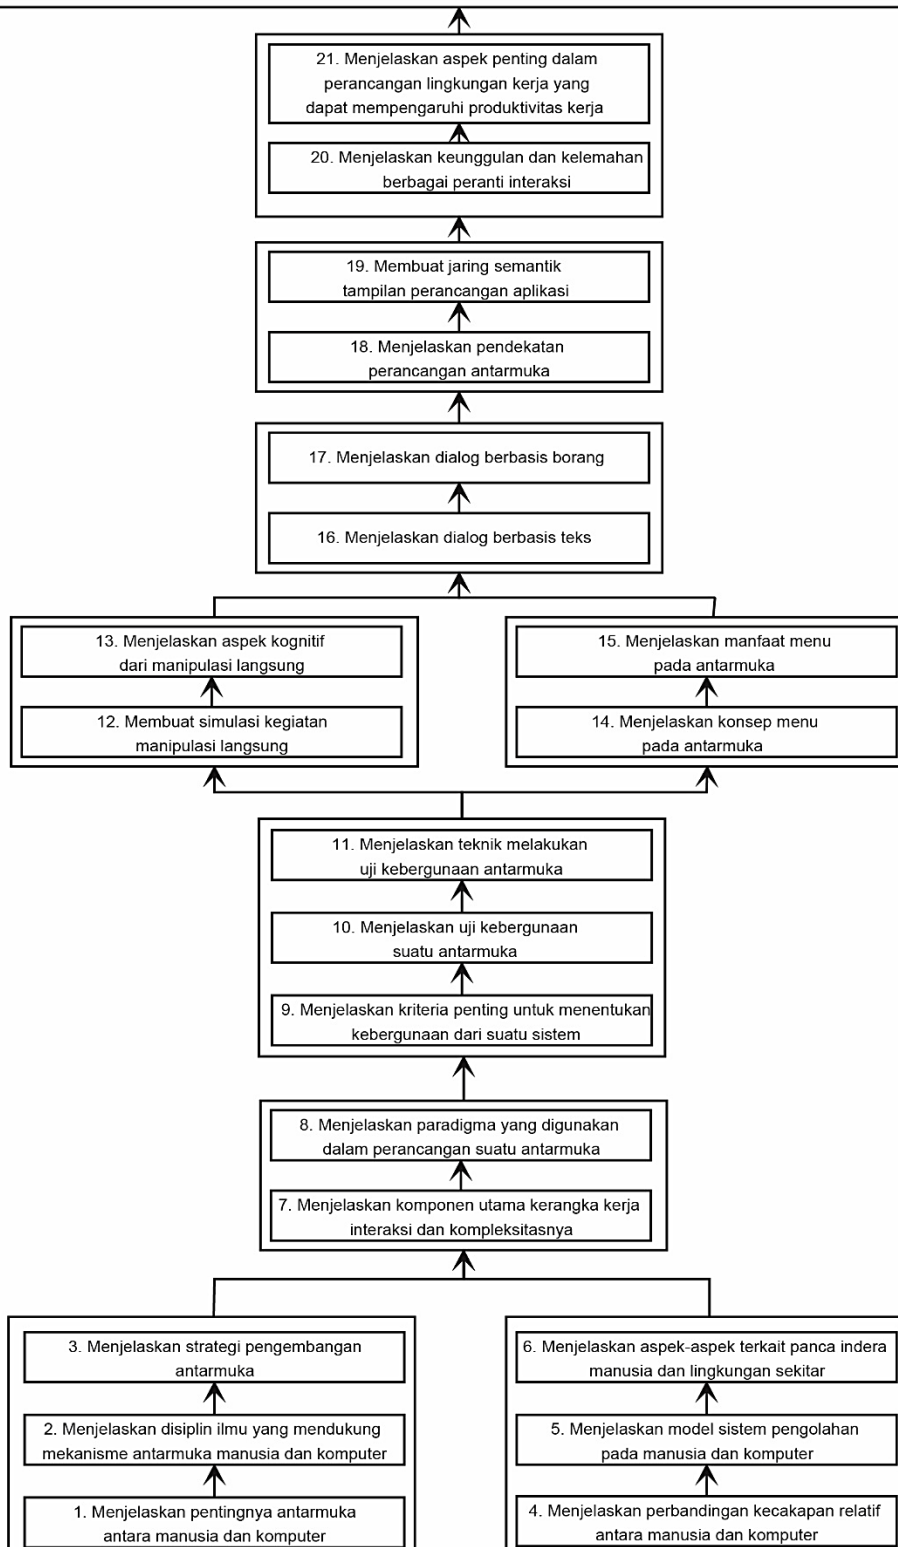 21. Menjelaskan aspek penting dalam
perancangan lingkungan kerja yang
dapat mempengaruhi produktivitas kerja
20. Menjelaskan keunggulan dan kelemahan
berbagai peranti interaksi
19. Membuat jaring semantik
tampilan perancangan aplikasi
18. Menjelaskan pendekatan
perancangan antarmuka
17. Menjelaskan dialog berbasis borang
16. Menjelaskan dialog berbasis teks
13. Menjelaskan aspek kognitif
dari manipulasi langsung
12. Membuat simulasi kegiatan
manipulasi langsung
15. Menjelaskan manfaat menu
pada antarmuka
14. Menjelaskan konsep menu
pada antarmuka
11. Menjelaskan teknik melakukan
uji kebergunaan antarmuka
10. Menjelaskan uji kebergunaan
suatu antarmuka
9. Menjelaskan kriteria penting untuk menentukan
kebergunaan dari suatu sistem
8. Menjelaskan paradigma yang digunakan
dalam perancangan suatu antarmuka
7. Menjelaskan komponen utama kerangka kerja
interaksi dan kompleksitasnya
3. Menjelaskan strategi pengembangan
antarmuka
2. Menjelaskan disiplin ilmu yang mendukung
mekanisme antarmuka manusia dan komputer
1. Menjelaskan pentingnya antarmuka
antara manusia dan komputer
6. Menjelaskan aspek-aspek terkait panca indera
manusia dan lingkungan sekitar
5. Menjelaskan model sistem pengolahan
pada manusia dan komputer
4. Menjelaskan perbandingan kecakapan relatif
antara manusia dan komputer